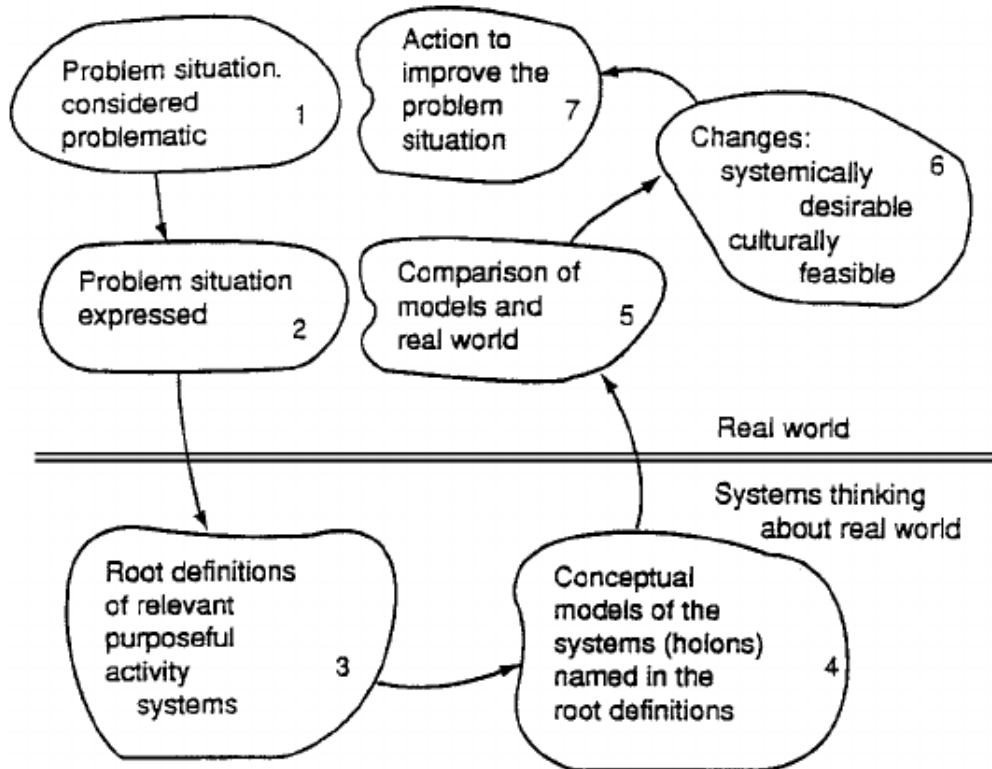 Problem situation.
considered
problematic
1
Problem situation
expressed
2
Root definitions
of relevant
purposeful
activity
systems
3
Conceptual
models of the
systems (holons)
named in the
root definitions
4
Comparison of
models and
real world
5
Changes:
systemically
desirable
culturally
feasible
6
Action to
improve the
problem
situation
7
Real world
Systems thinking
about real world